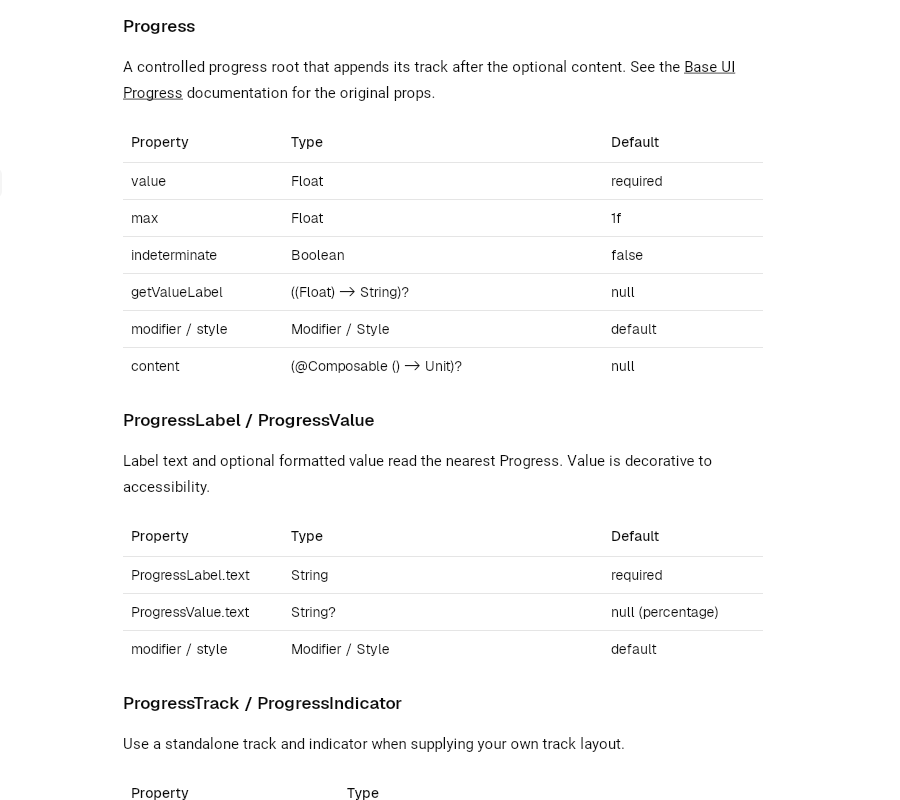 Progress
A controlled progress root that appends its track after the optional content. See the Base UI
Progress documentation for the original props.
Property Type Default
value Float required
max Float 1f
indeterminate Boolean false
getValueLabel ((Float) → String)? null
modifier / style Modifier / Style default
content (@Composable () → Unit)? null
ProgressLabel / ProgressValue
Label text and optional formatted value read the nearest Progress. Value is decorative to
accessibility.
Property Type Default
ProgressLabel.text String required
ProgressValue.text String? null (percentage)
modifier / style Modifier / Style default
ProgressTrack / ProgressIndicator
Use a standalone track and indicator when supplying your own track layout.
Property Type